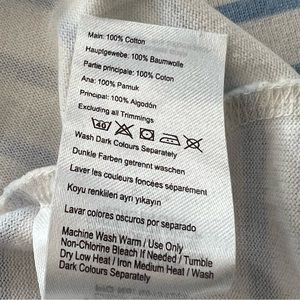 Main: 100% Cotton
Hauptgewebe: 100% Baumwolle
Partie principale: 100% Coton
Ana: 100% Pamuk
Principal: 100% Algodón
Excluding all Trimmings
40
Wash Dark Colours Separately
Dunkle Farben getrennt waschen
Laver les couleurs foncées séparément
Koyu renklileri ayrı yıkayın
Lavar colores oscuros por separado
Machine Wash Warm / Use Only
Non-Chlorine Bleach If Needed / Tumble
Dry Low Heat / Iron Medium Heat / Wash
Dark Colours Separately